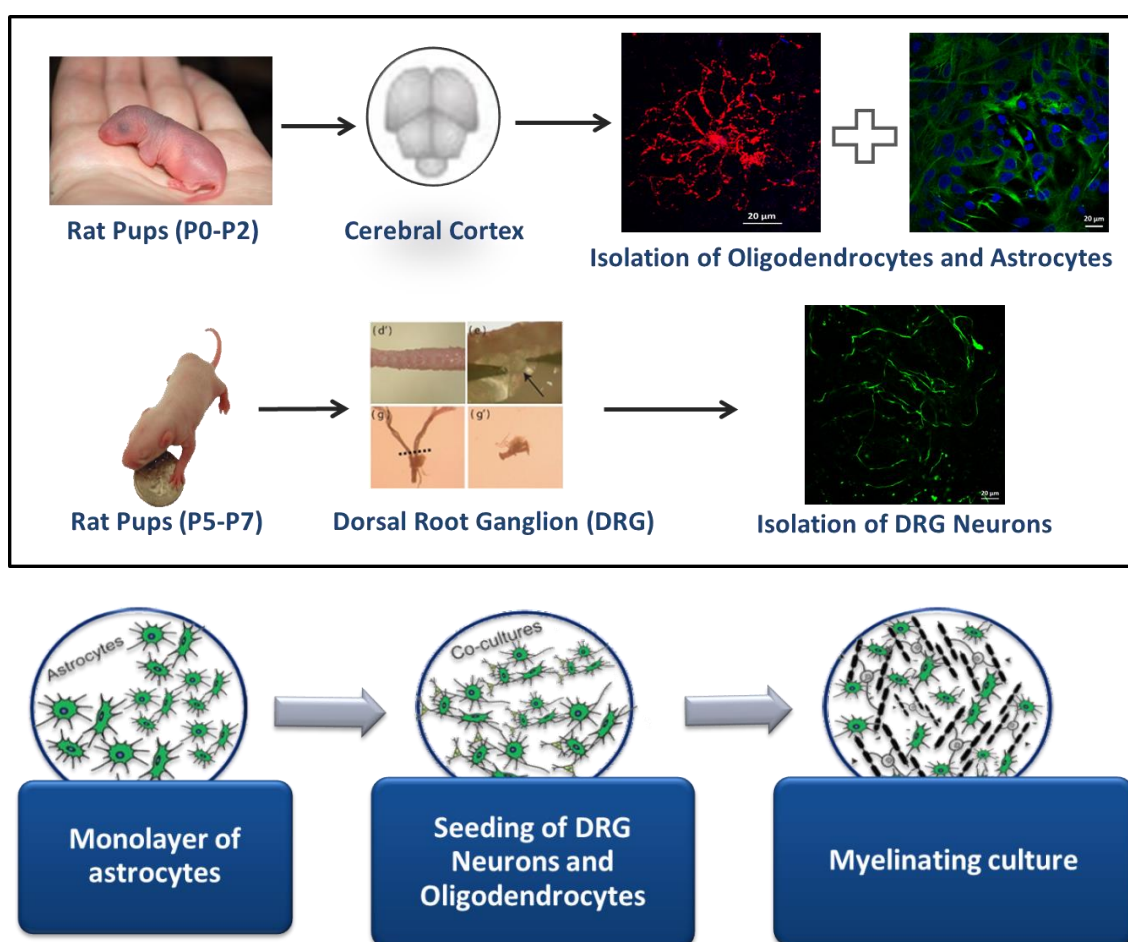 20 µm
20 µm
Rat Pups (P0-P2)
Cerebral Cortex
Isolation of Oligodendrocytes and Astrocytes
(d')
(e)
(g)
(g')
20 µm
Rat Pups (P5-P7)
Dorsal Root Ganglion (DRG)
Isolation of DRG Neurons
Astrocytes
Co-cultures
Monolayer of
astrocytes
Seeding of DRG
Neurons and
Oligodendrocytes
Myelinating culture